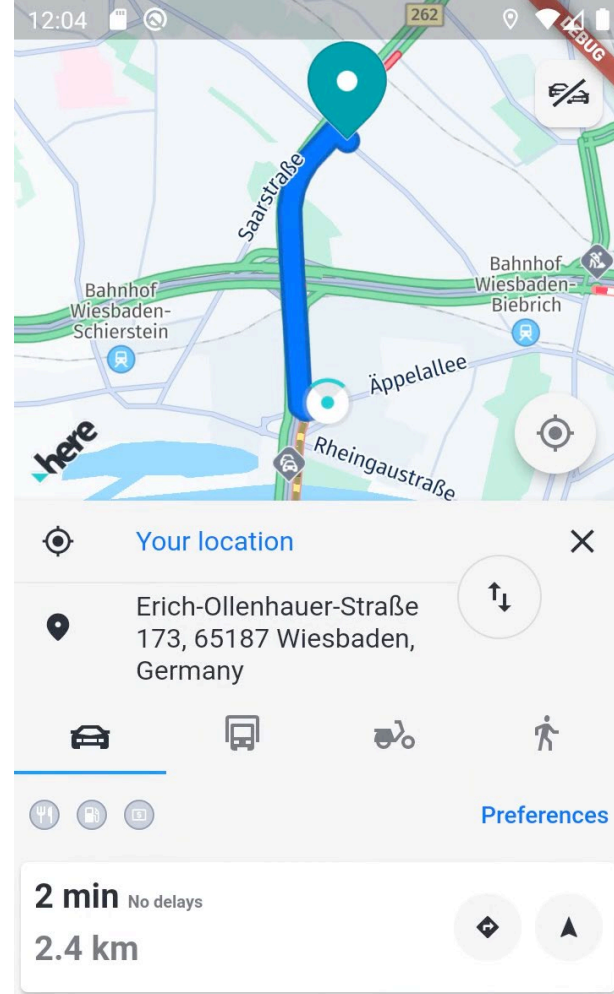 12:04
262
DEBUG
Saarstraße
Bahnhof
Wiesbaden-
Schierstein
Bahnhof
Wiesbaden-
Biebrich
Äppelallee
Rheingaustraße
here
Your location
Erich-Ollenhauer-Straße
173, 65187 Wiesbaden,
Germany
Preferences
2 min No delays
2.4 km